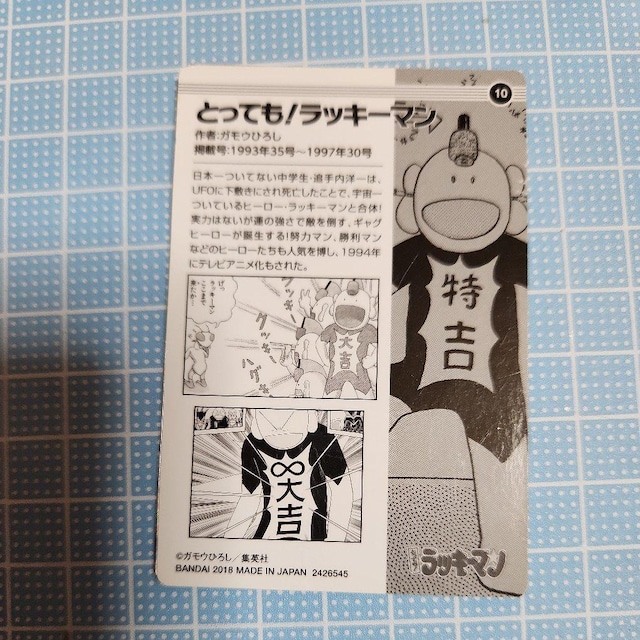 10
とっても!ラッキーマン
作者:ガモウひろし
掲載号:1993年35号~1997年30号
日本一ついてない中学生・追手内洋一は、
UFOに下敷きにされ死亡したことで、宇宙一
ついているヒーロー・ラッキーマンと合体!
実力はないが運の強さで敵を倒す、ギャグ
ヒーローが誕生する!努力マン、勝利マン
などのヒーローたちも人気を博し、1994年
にテレビアニメ化もされた。
特吉
大吉
∞大吉
©ガモウひろし/集英社
BANDAI 2018 MADE IN JAPAN 2426545
ラッキーマン